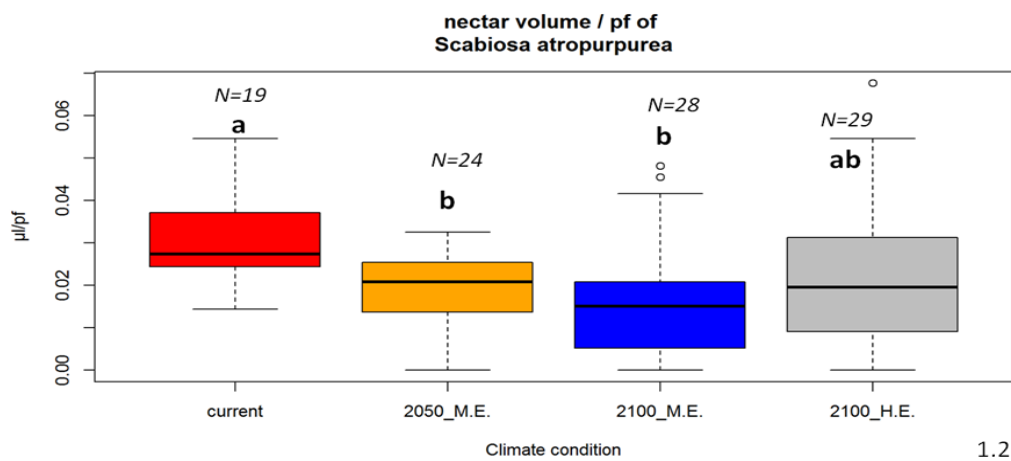 nectar volume / pf of
Scabiosa atropurpurea
N=19
a
N=24
b
N=28
b
N=29
ab
µl/pf
0.06
0.04
0.02
0.00
current
2050_M.E.
2100_M.E.
2100_H.E.
Climate condition
1.2